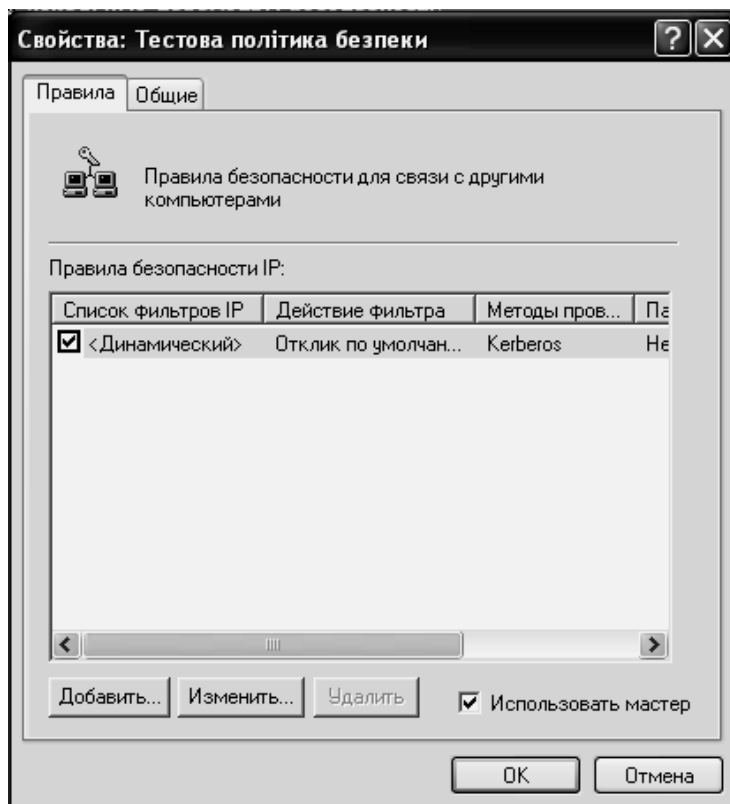 Свойства: Тестова політика безпеки
Правила Общие
Правила безопасности для связи с другими
компьютерами
Правила безопасности IP:
Список фильтров IP Действие фильтра Методы пров... Па
<Динамический> Отклик по умолчан... Kerberos Не
Добавить... Изменить... Удалить Использовать мастер
OK Отмена